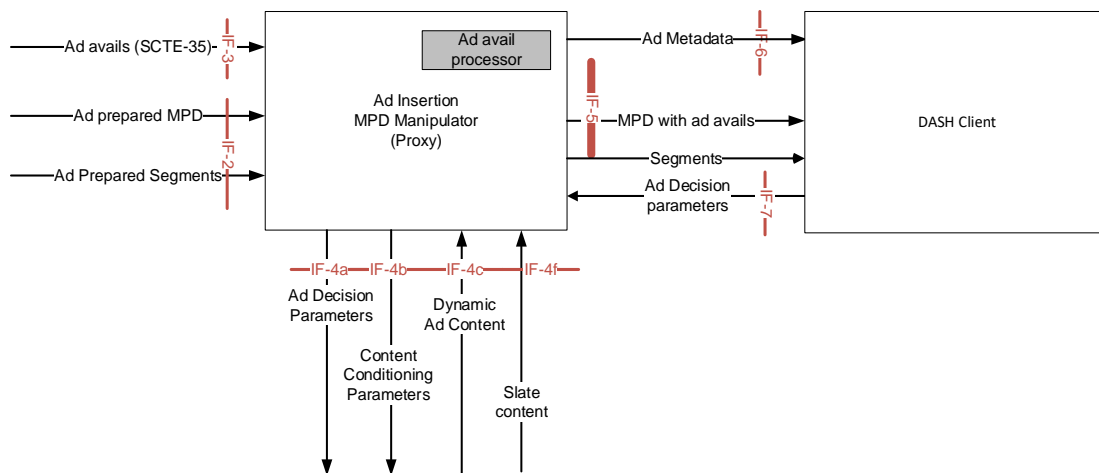 Ad avails (SCTE-35)
IF-3
Ad prepared MPD
IF-2
Ad Prepared Segments
Ad avail
processor
Ad Insertion
MPD Manipulator
(Proxy)
Ad Metadata
IF-6
IF-5
MPD with ad avails
Segments
Ad Decision
parameters
IF-7
DASH Client
IF-4a
IF-4b
IF-4c
IF-4f
Ad Decision
Parameters
Content
Conditioning
Parameters
Dynamic
Ad Content
Slate
content